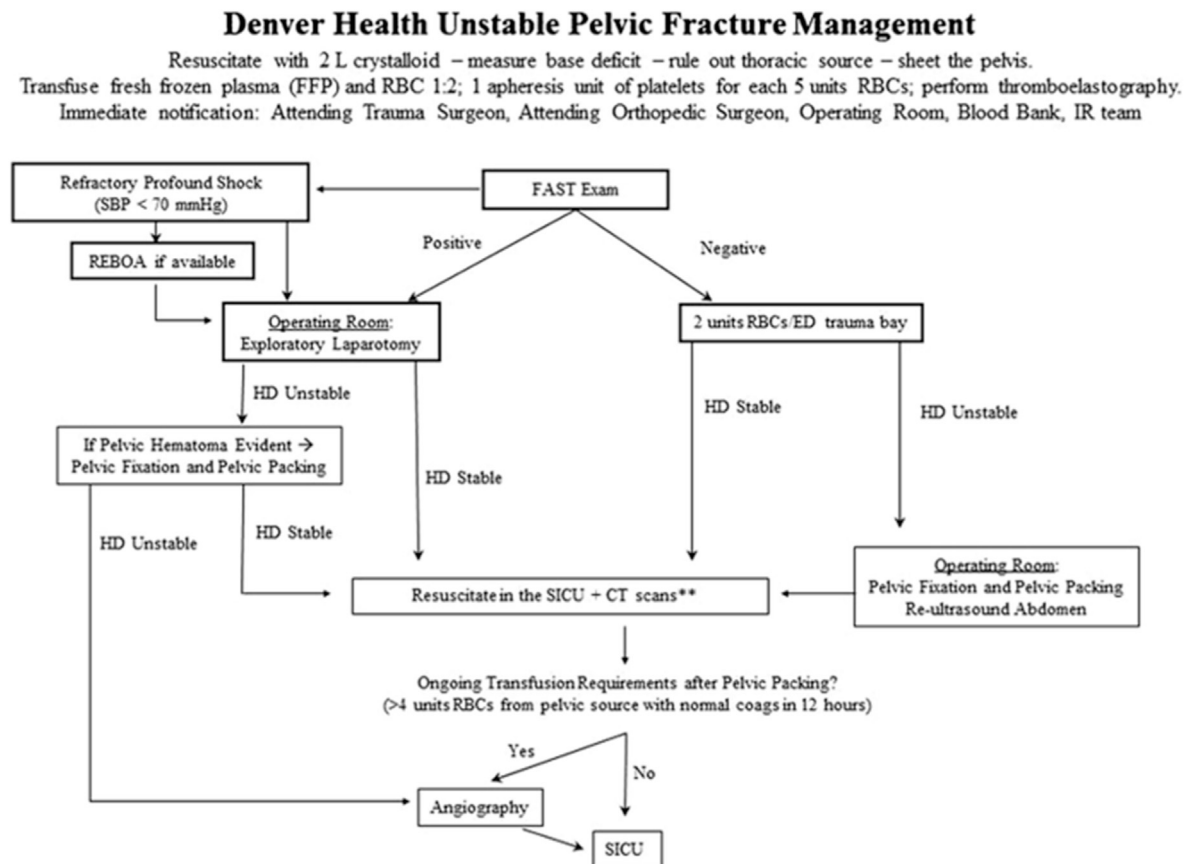 Denver Health Unstable Pelvic Fracture Management
Resuscitate with 2 L crystalloid – measure base deficit – rule out thoracic source – sheet the pelvis.
Transfuse fresh frozen plasma (FFP) and RBC 1:2; 1 apheresis unit of platelets for each 5 units RBCs; perform thromboelastography.
Immediate notification: Attending Trauma Surgeon, Attending Orthopedic Surgeon, Operating Room, Blood Bank, IR team
Refractory Profound Shock
(SBP < 70 mmHg)
FAST Exam
Positive
Negative
REBOA if available
Operating Room:
Exploratory Laparotomy
2 units RBCs/ED trauma bay
HD Unstable
HD Stable
HD Unstable
If Pelvic Hematoma Evident →
Pelvic Fixation and Pelvic Packing
HD Stable
HD Unstable
HD Stable
Operating Room:
Pelvic Fixation and Pelvic Packing
Re-ultrasound Abdomen
Resuscitate in the SICU + CT scans**
Ongoing Transfusion Requirements after Pelvic Packing?
(>4 units RBCs from pelvic source with normal coags in 12 hours)
Yes
No
Angiography
SICU